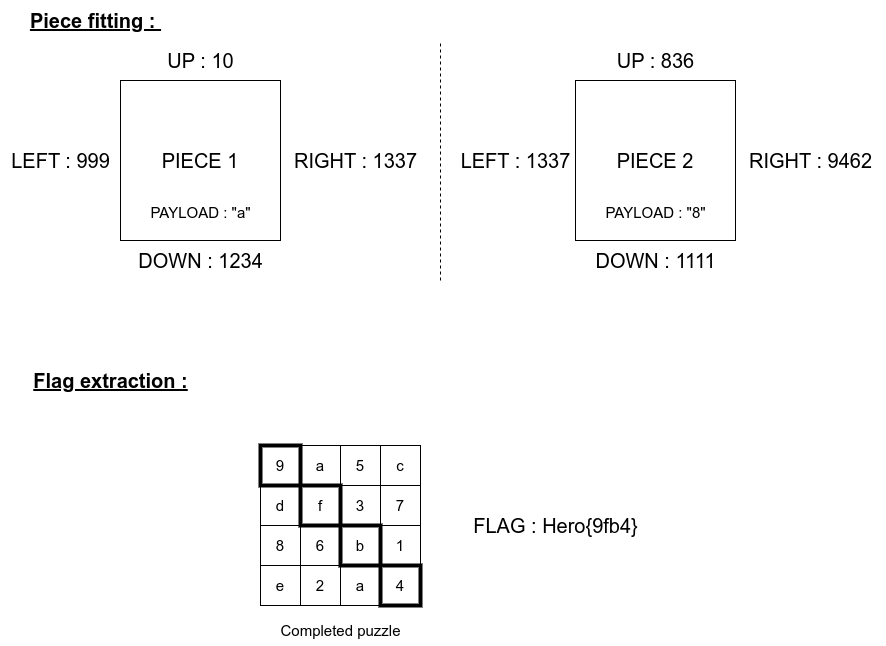 Piece fitting :
UP : 10
LEFT : 999
PIECE 1
RIGHT : 1337
PAYLOAD : "a"
DOWN : 1234
UP : 836
LEFT : 1337
PIECE 2
RIGHT : 9462
PAYLOAD : "8"
DOWN : 1111
Flag extraction :
9 a 5 c
d f 3 7
8 6 b 1
e 2 a 4
FLAG : Hero{9fb4}
Completed puzzle